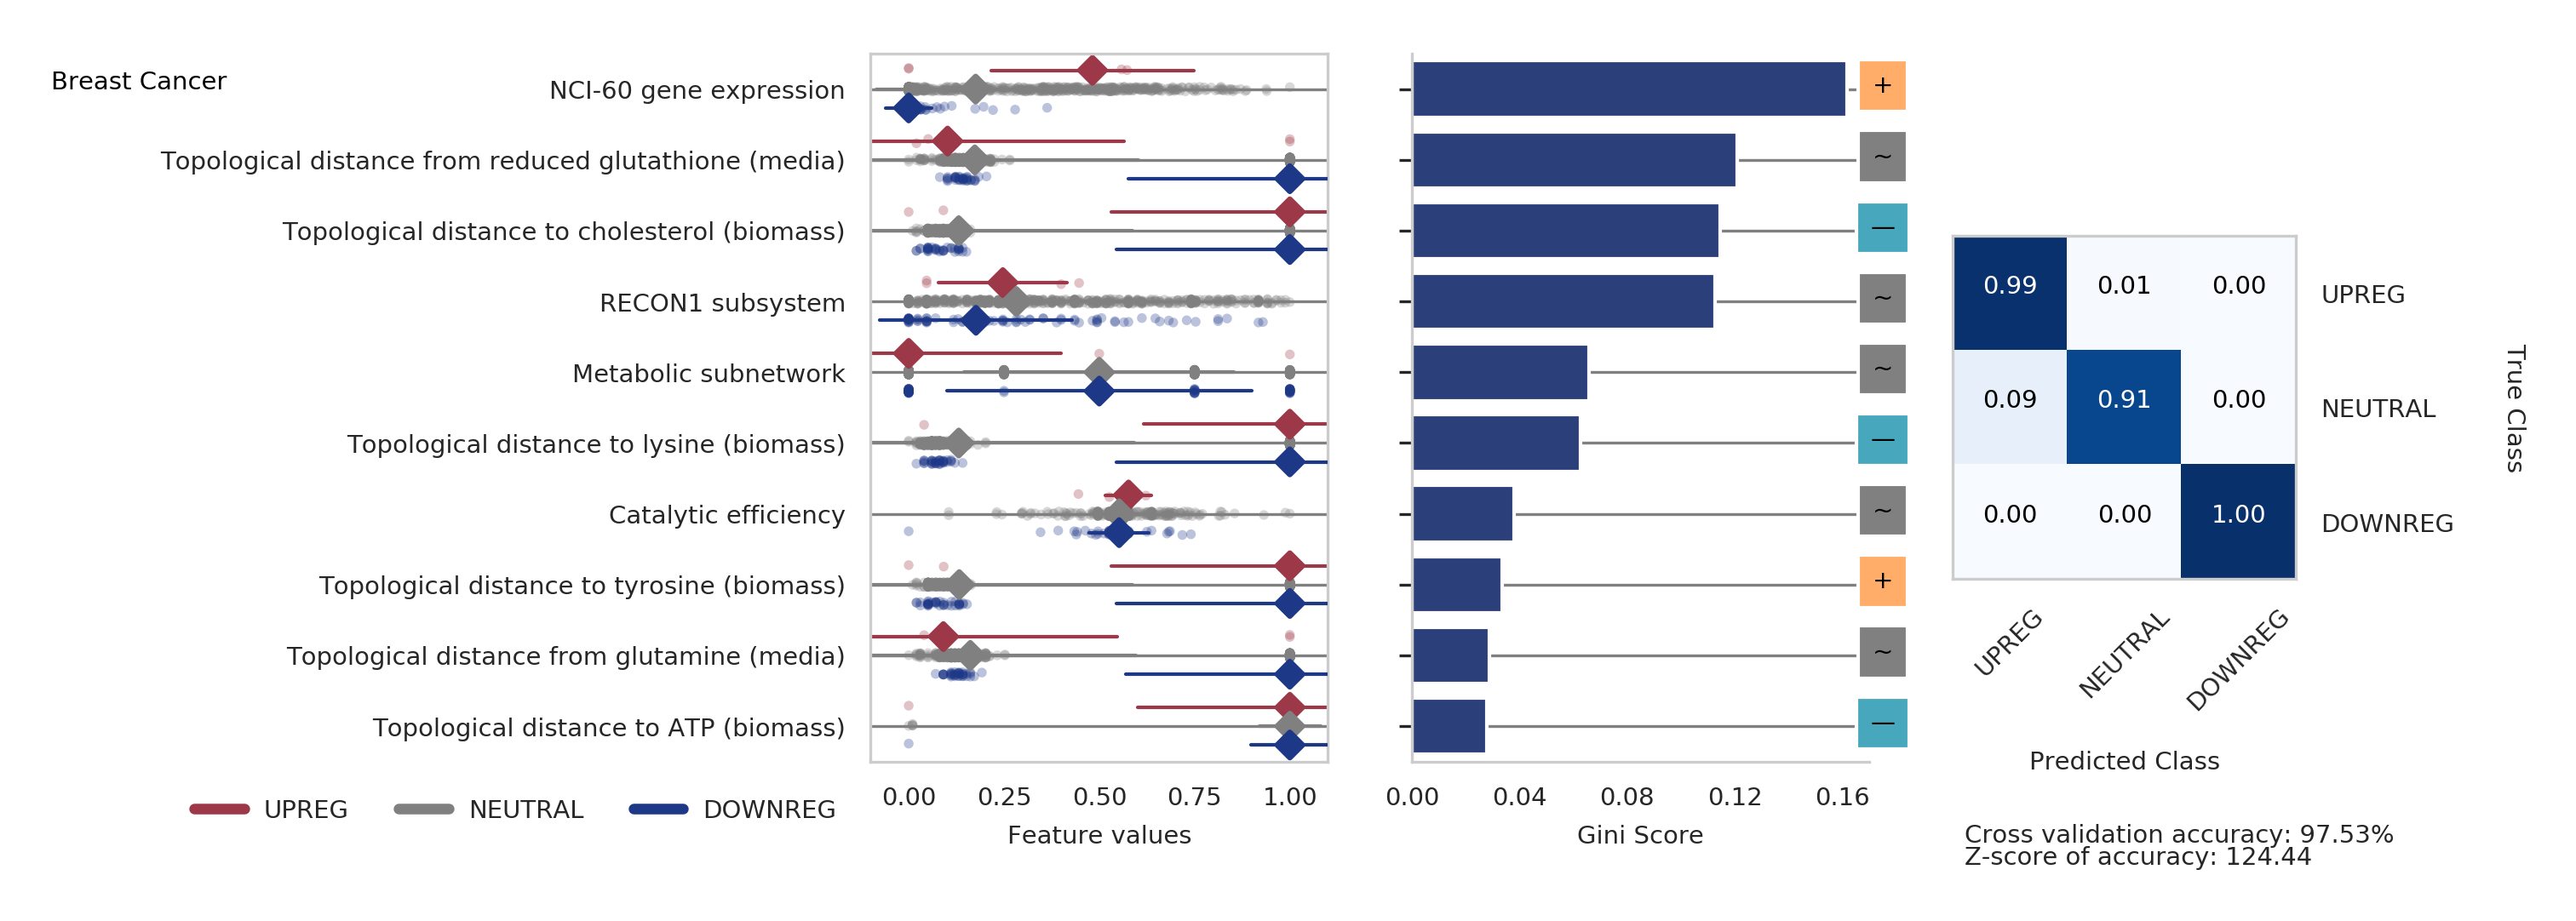 Breast Cancer
NCI-60 gene expression
Topological distance from reduced glutathione (media)
Topological distance to cholesterol (biomass)
RECON1 subsystem
Metabolic subnetwork
Topological distance to lysine (biomass)
Catalytic efficiency
Topological distance to tyrosine (biomass)
Topological distance from glutamine (media)
Topological distance to ATP (biomass)
UPREG NEUTRAL DOWNREG
0.00 0.25 0.50 0.75 1.00
Feature values
+
~
—
~
~
—
~
+
~
—
0.00 0.04 0.08 0.12 0.16
Gini Score
0.99 0.01 0.00 UPREG
0.09 0.91 0.00 NEUTRAL
0.00 0.00 1.00 DOWNREG
True Class
UPREG NEUTRAL DOWNREG
Predicted Class
Cross validation accuracy: 97.53%
Z-score of accuracy: 124.44